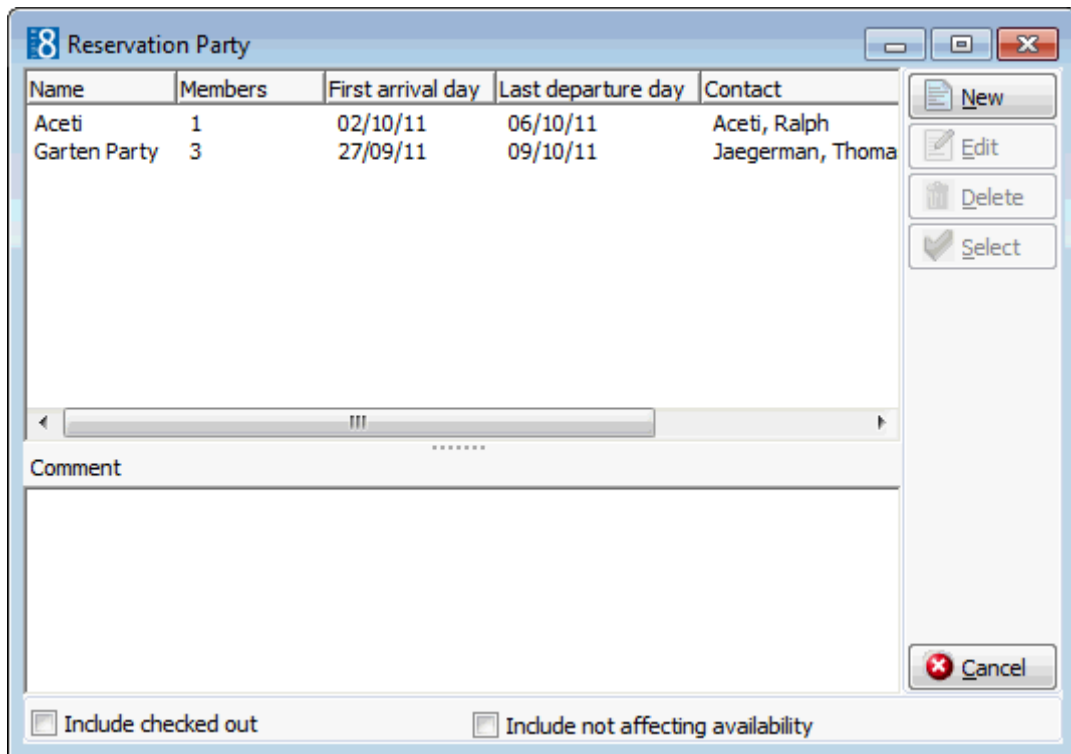 8 Reservation Party
Name Members First arrival day Last departure day Contact
Aceti 1 02/10/11 06/10/11 Aceti, Ralph
Garten Party 3 27/09/11 09/10/11 Jaegerman, Thoma
New
Edit
Delete
Select
Comment
Cancel
Include checked out Include not affecting availability